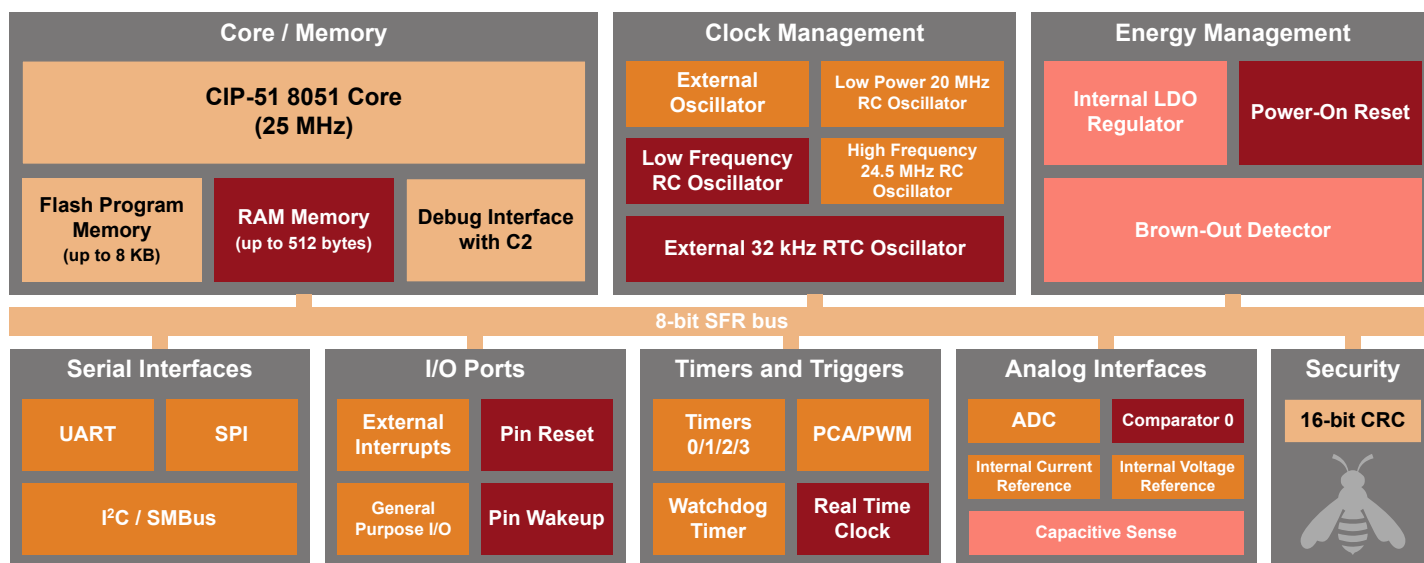 Core / Memory
CIP-51 8051 Core
(25 MHz)
Flash Program
Memory
(up to 8 KB)
RAM Memory
(up to 512 bytes)
Debug Interface
with C2
Clock Management
External
Oscillator
Low Power 20 MHz
RC Oscillator
Low Frequency
RC Oscillator
High Frequency
24.5 MHz RC
Oscillator
External 32 kHz RTC Oscillator
Energy Management
Internal LDO
Regulator
Power-On Reset
Brown-Out Detector
8-bit SFR bus
Serial Interfaces
UART
SPI
I²C / SMBus
I/O Ports
External
Interrupts
Pin Reset
General
Purpose I/O
Pin Wakeup
Timers and Triggers
Timers
0/1/2/3
PCA/PWM
Watchdog
Timer
Real Time
Clock
Analog Interfaces
ADC
Comparator 0
Internal Current
Reference
Internal Voltage
Reference
Capacitive Sense
Security
16-bit CRC